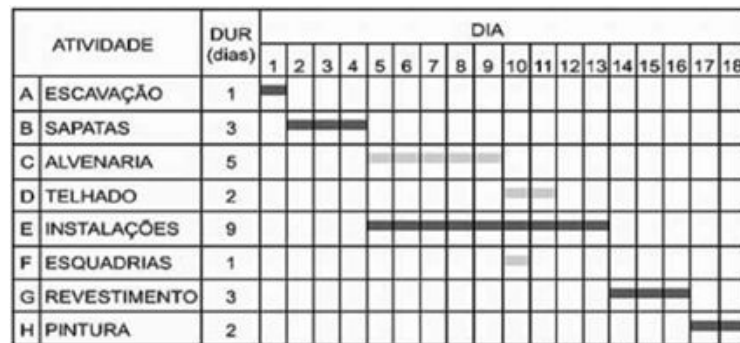 ATIVIDADE DUR (dias) DIA
1 2 3 4 5 6 7 8 9 10 11 12 13 14 15 16 17 18
A ESCAVAÇÃO 1
B SAPATAS 3
C ALVENARIA 5
D TELHADO 2
E INSTALAÇÕES 9
F ESQUADRIAS 1
G REVESTIMENTO 3
H PINTURA 2